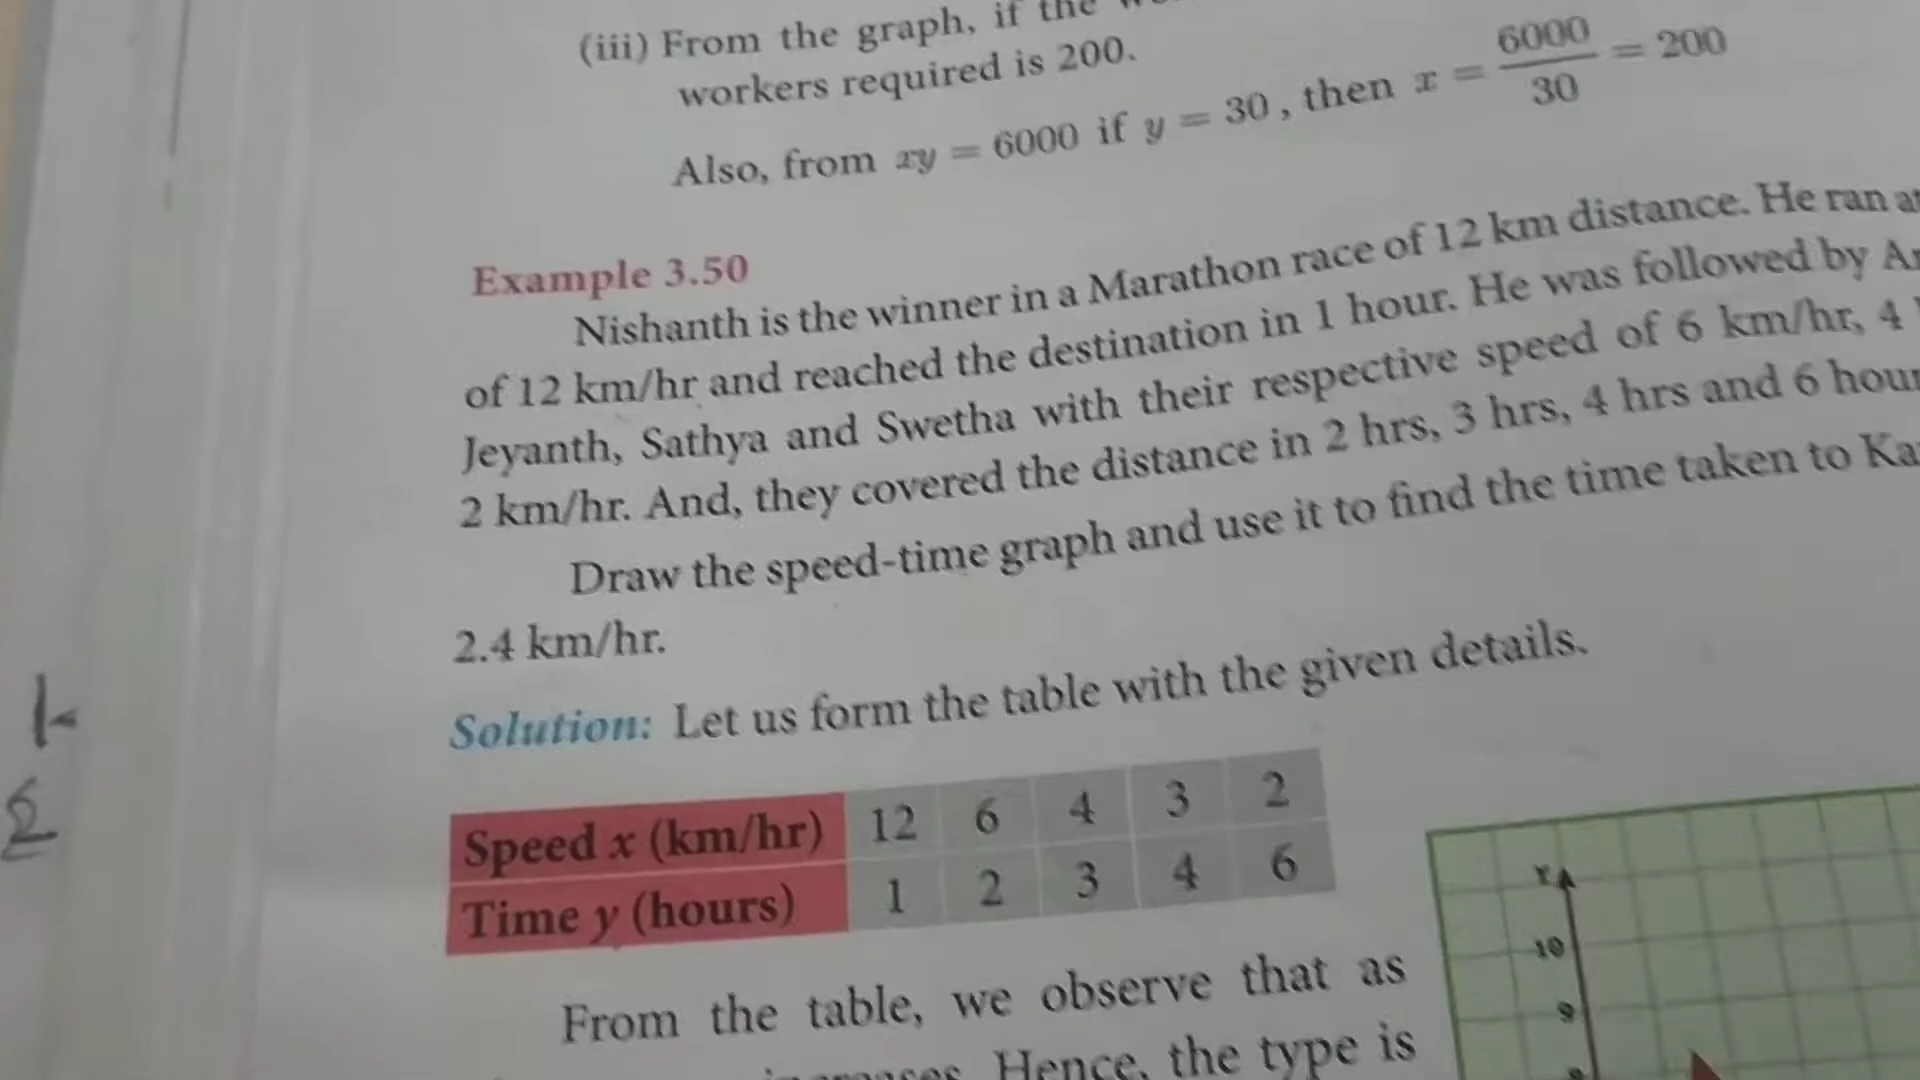 (iii) From the graph, if the
workers required is 200.
Also, from xy = 6000 if y = 30, then x = 6000/30 = 200
Example 3.50
Nishanth is the winner in a Marathon race of 12 km distance. He ran
of 12 km/hr and reached the destination in 1 hour. He was followed by
Jeyanth, Sathya and Swetha with their respective speed of 6 km/hr, 4
2 km/hr. And, they covered the distance in 2 hrs, 3 hrs, 4 hrs and 6
Draw the speed-time graph and use it to find the time taken to
2.4 km/hr.
Solution: Let us form the table with the given details.
Speed x (km/hr) 12 6 4 3 2
Time y (hours) 1 2 3 4 6
From the table, we observe that as
Hence, the type is
Y
10
9